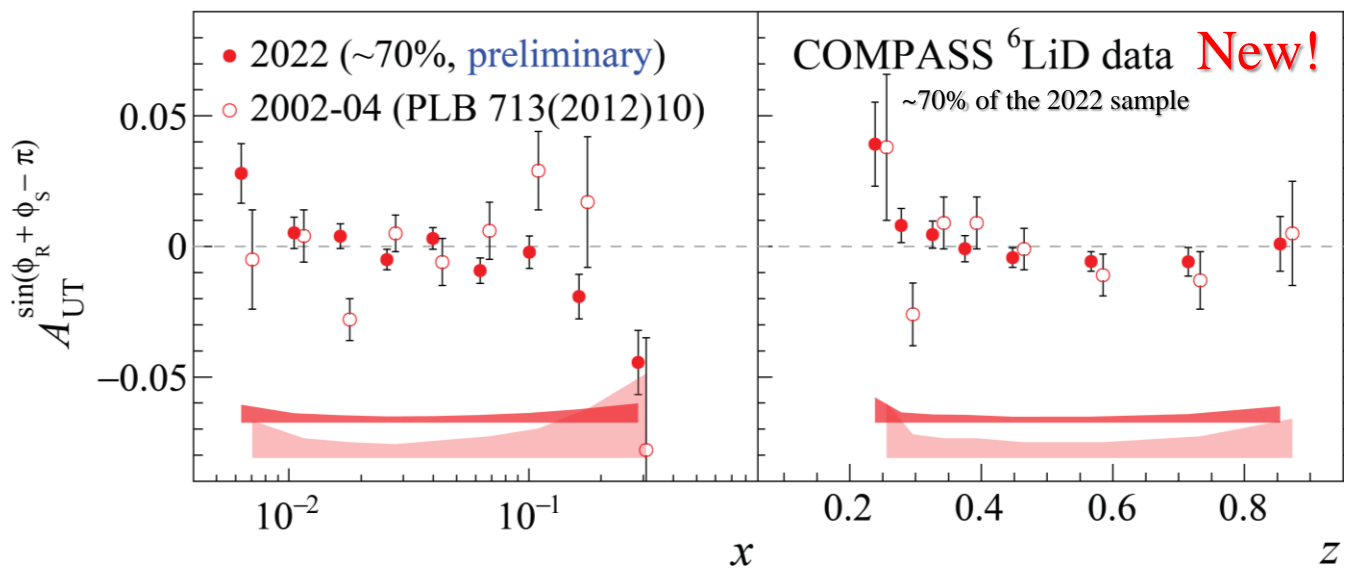 2022 (~70%, preliminary)
2002-04 (PLB 713(2012)10)
COMPASS ⁶LiD data New!
~70% of the 2022 sample
A_UT^sin(ϕ_R + ϕ_S − π)
0.05
0
−0.05
10⁻² 10⁻¹
x
0.2 0.4 0.6 0.8
z